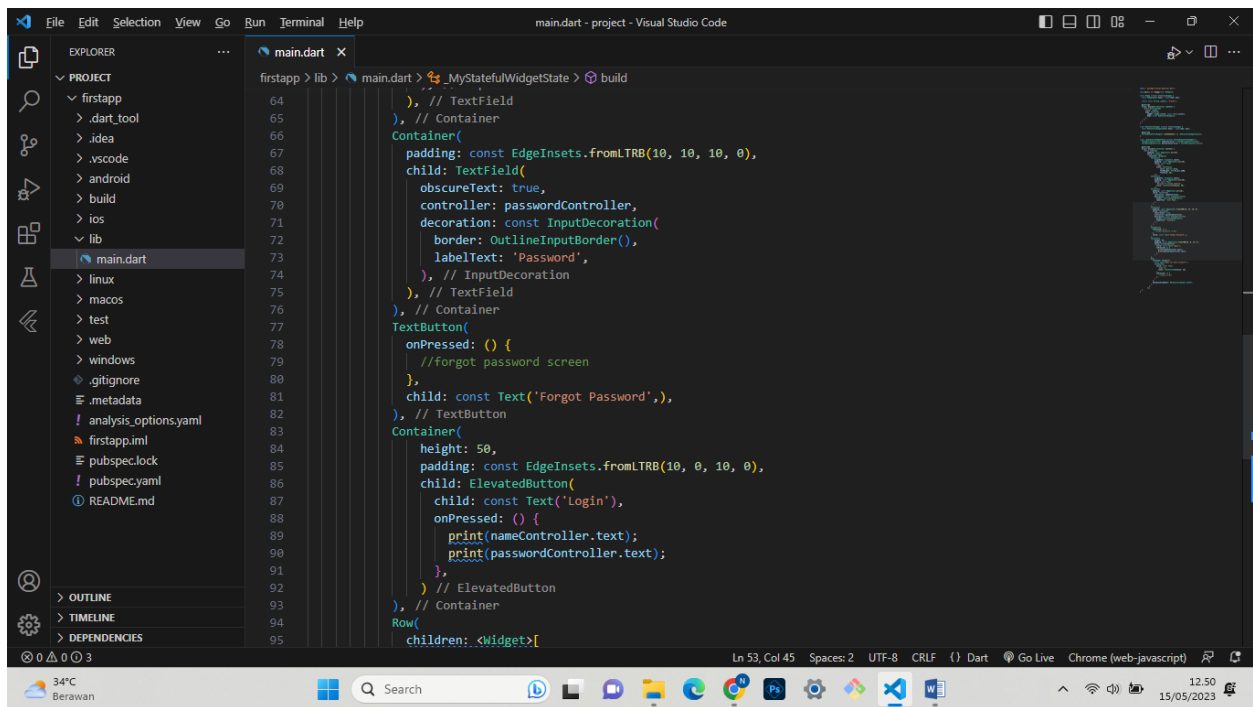 File Edit Selection View Go Run Terminal Help
main.dart - project - Visual Studio Code
EXPLORER
PROJECT
firstapp
.dart_tool
.idea
.vscode
android
build
ios
lib
main.dart
linux
macos
test
web
windows
.gitignore
.metadata
analysis_options.yaml
firstapp.iml
pubspec.lock
pubspec.yaml
README.md
OUTLINE
TIMELINE
DEPENDENCIES
main.dart
firstapp > lib > main.dart > _MyStatefulWidgetState > build
64 ), // TextField
65 ), // Container
66 Container(
67 padding: const EdgeInsets.fromLTRB(10, 10, 10, 0),
68 child: TextField(
69 obscureText: true,
70 controller: passwordController,
71 decoration: const InputDecoration(
72 border: OutlineInputBorder(),
73 labelText: 'Password',
74 ), // InputDecoration
75 ), // TextField
76 ), // Container
77 TextButton(
78 onPressed: () {
79 //forgot password screen
80 },
81 child: const Text('Forgot Password',),
82 ), // TextButton
83 Container(
84 height: 50,
85 padding: const EdgeInsets.fromLTRB(10, 0, 10, 0),
86 child: ElevatedButton(
87 child: const Text('Login'),
88 onPressed: () {
89 print(nameController.text);
90 print(passwordController.text);
91 },
92 ) // ElevatedButton
93 ), // Container
94 Row(
95 children: <Widget>[
0 0 3
Ln 53, Col 45 Spaces: 2 UTF-8 CRLF {} Dart Go Live Chrome (web-javascript)
34°C
Berawan
Search
N
Ps
12.50
15/05/2023